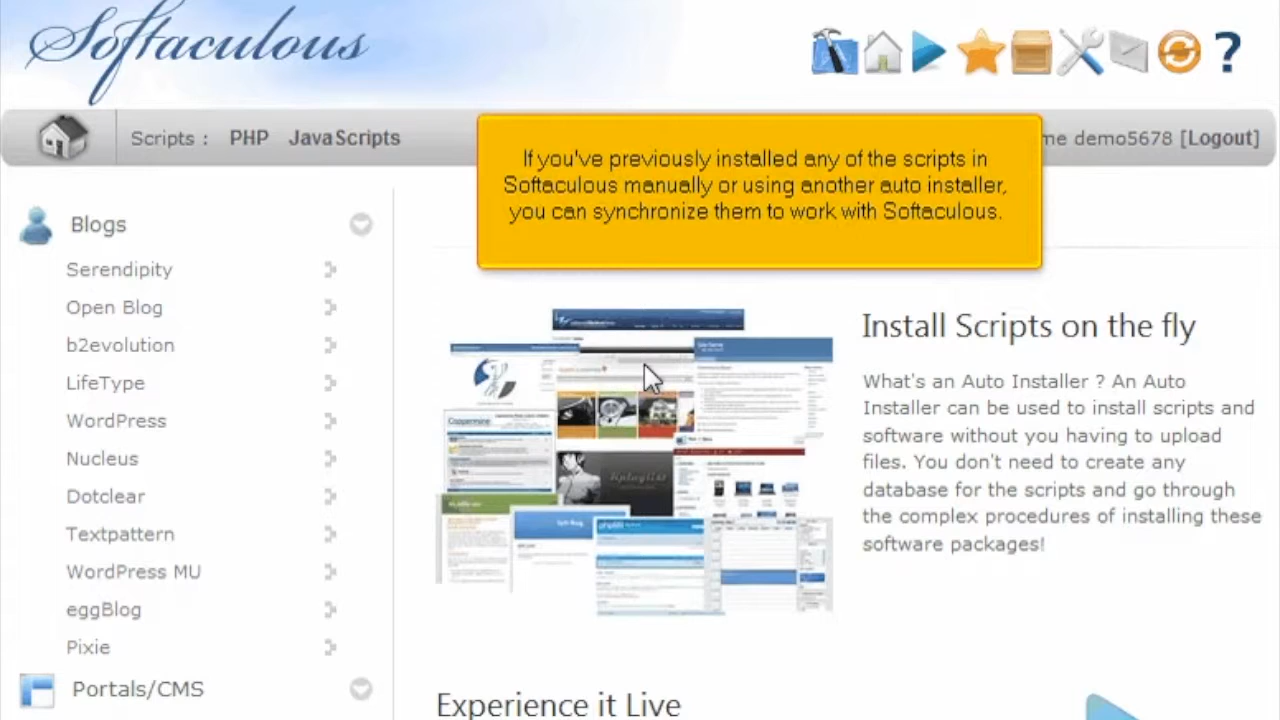 Softaculous
?
Scripts : PHP JavaScripts
me demo5678 [Logout]
If you've previously installed any of the scripts in
Softaculous manually or using another auto installer,
you can synchronize them to work with Softaculous.
Blogs
Serendipity
Open Blog
b2evolution
LifeType
WordPress
Nucleus
Dotclear
Textpattern
WordPress MU
eggBlog
Pixie
Portals/CMS
Coppermine
phpBB
Install Scripts on the fly
What's an Auto Installer ? An Auto
Installer can be used to install scripts and
software without you having to upload
files. You don't need to create any
database for the scripts and go through
the complex procedures of installing these
software packages!
Experience it Live